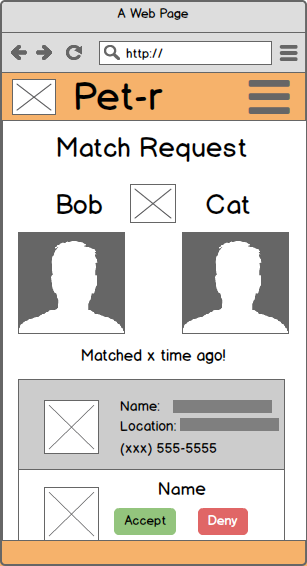 A Web Page
http://
Pet-r
Match Request
Bob Cat
Matched x time ago!
Name:
Location:
(xxx) 555-5555
Name
Accept Deny